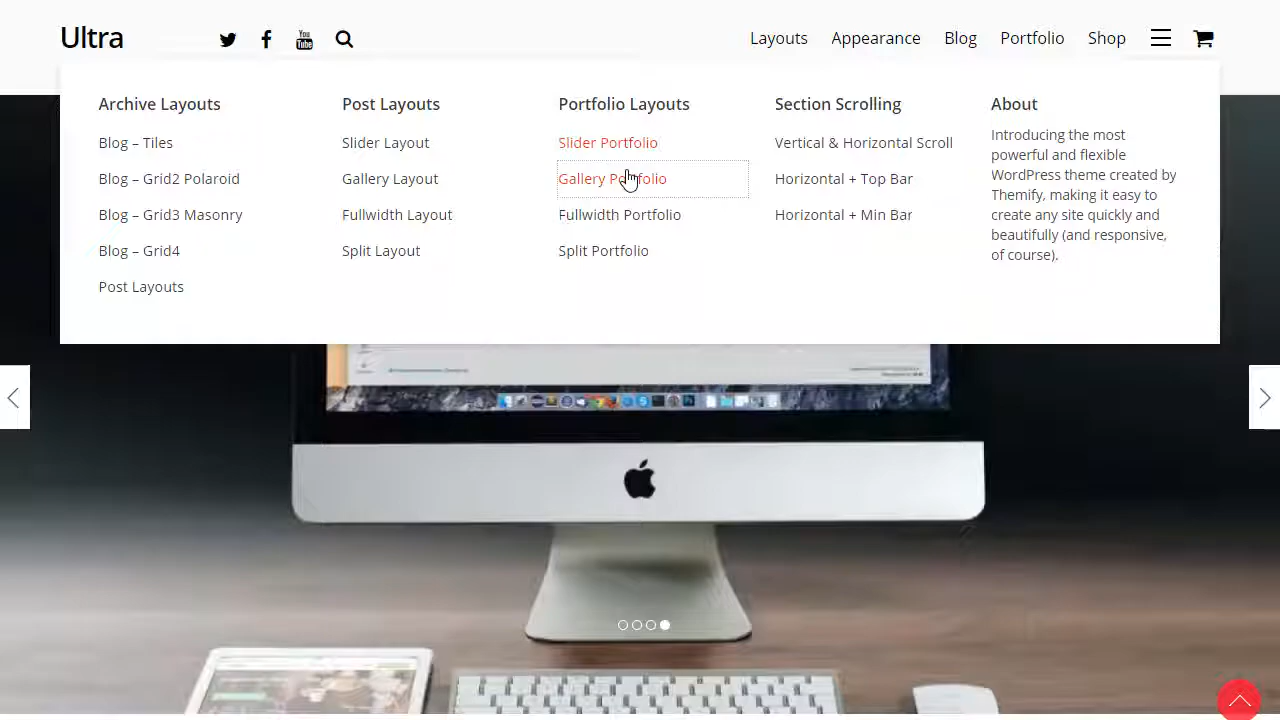 Ultra
You Tube
Layouts Appearance Blog Portfolio Shop
Archive Layouts
Blog – Tiles
Blog – Grid2 Polaroid
Blog – Grid3 Masonry
Blog – Grid4
Post Layouts
Post Layouts
Slider Layout
Gallery Layout
Fullwidth Layout
Split Layout
Portfolio Layouts
Slider Portfolio
Gallery Portfolio
Fullwidth Portfolio
Split Portfolio
Section Scrolling
Vertical & Horizontal Scroll
Horizontal + Top Bar
Horizontal + Min Bar
About
Introducing the most
powerful and flexible
WordPress theme created by
Themify, making it easy to
create any site quickly and
beautifully (and responsive,
of course).